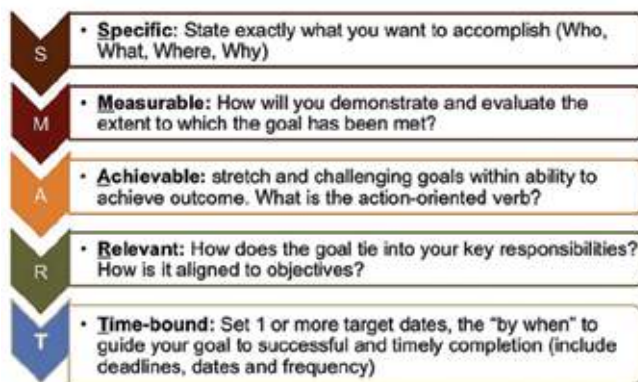 S
• Specific: State exactly what you want to accomplish (Who,
What, Where, Why)
M
• Measurable: How will you demonstrate and evaluate the
extent to which the goal has been met?
A
• Achievable: stretch and challenging goals within ability to
achieve outcome. What is the action-oriented verb?
R
• Relevant: How does the goal tie into your key responsibilities?
How is it aligned to objectives?
T
• Time-bound: Set 1 or more target dates, the “by when” to
guide your goal to successful and timely completion (include
deadlines, dates and frequency)